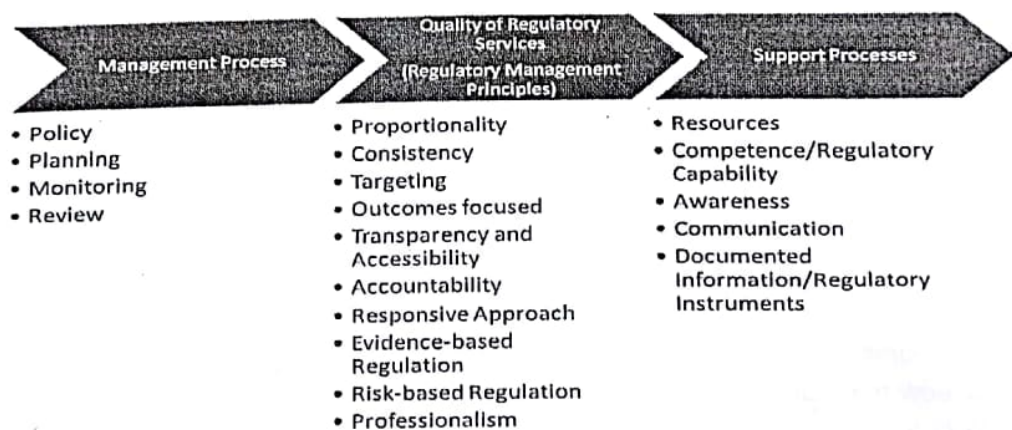 Management Process
• Policy
• Planning
• Monitoring
• Review
Quality of Regulatory
Services
(Regulatory Management
Principles)
• Proportionality
• Consistency
• Targeting
• Outcomes focused
• Transparency and
Accessibility
• Accountability
• Responsive Approach
• Evidence-based
Regulation
• Risk-based Regulation
• Professionalism
Support Processes
• Resources
• Competence/Regulatory
Capability
• Awareness
• Communication
• Documented
Information/Regulatory
Instruments